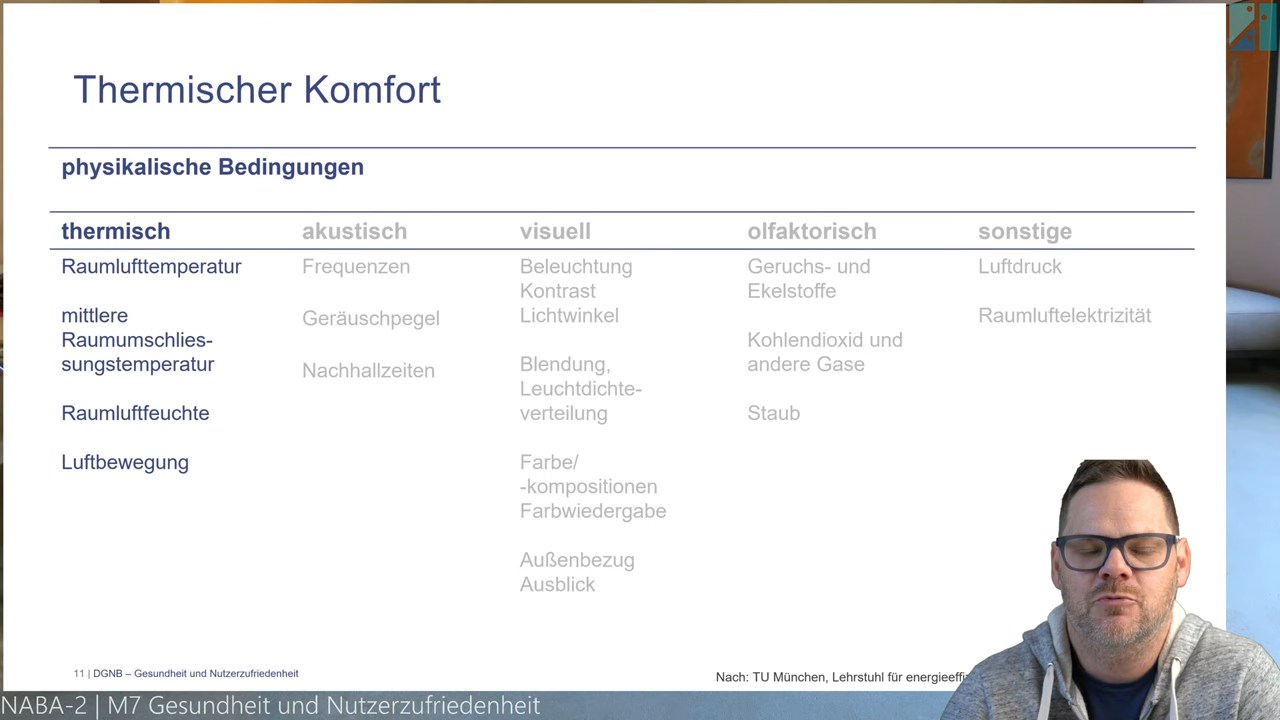 Thermischer Komfort
physikalische Bedingungen
thermisch
akustisch
visuell
olfaktorisch
sonstige
Raumlufttemperatur
mittlere
Raumumschlies-
sungstemperatur
Raumluftfeuchte
Luftbewegung
Frequenzen
Geräuschpegel
Nachhallzeiten
Beleuchtung
Kontrast
Lichtwinkel
Blendung,
Leuchtdichte-
verteilung
Farbe/
-kompositionen
Farbwiedergabe
Außenbezug
Ausblick
Geruchs- und
Ekelstoffe
Kohlendioxid und
andere Gase
Staub
Luftdruck
Raumluftelektrizität
11 | DGNB – Gesundheit und Nutzerzufriedenheit
Nach: TU München, Lehrstuhl für
NABA-2 | M7 Gesundheit und Nutzerzufriedenheit